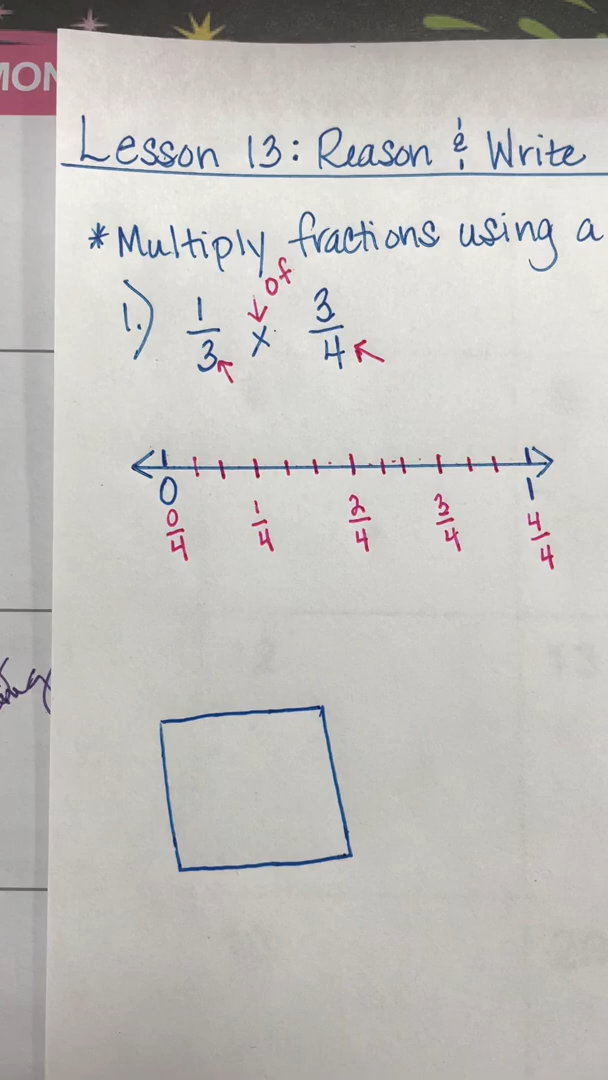 MON
Lesson 13: Reason & Write
*Multiply fractions using a
of
1.) 1/3 x 3/4
0 1
0/4 1/4 2/4 3/4 4/4